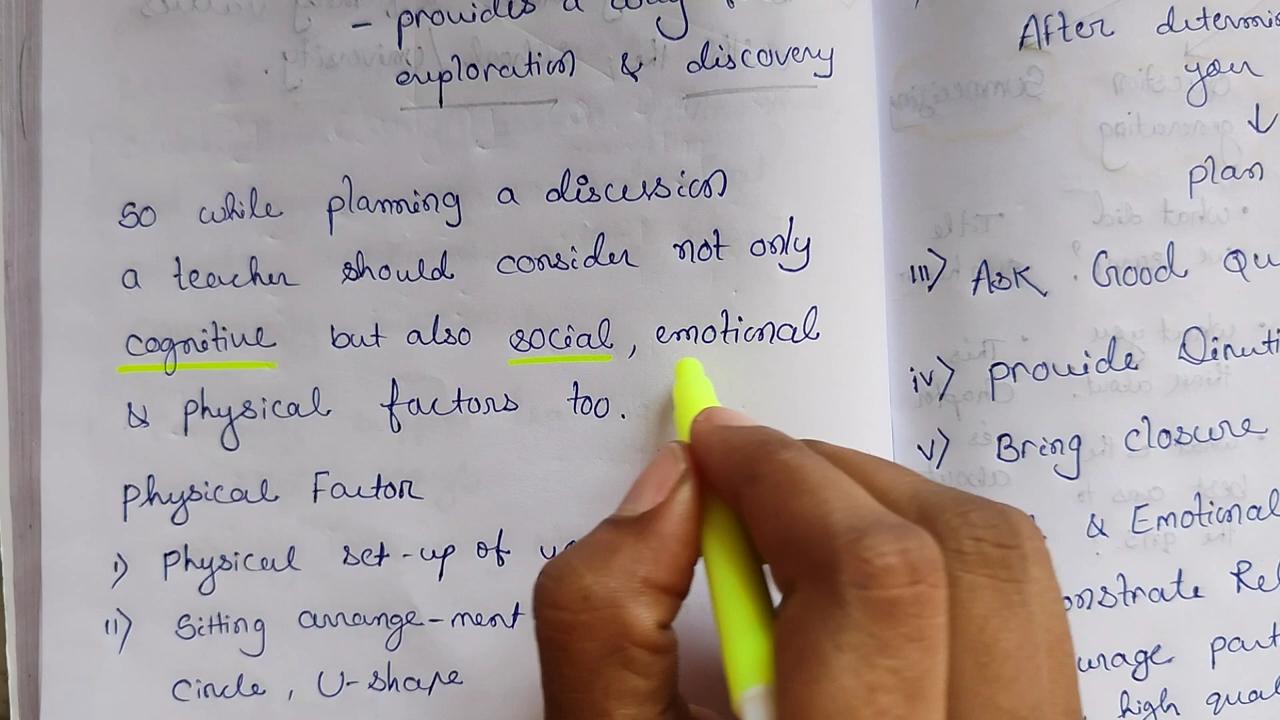 - provides a way
exploration & discovery
so while planning a discussion
a teacher should consider not only
cognitive but also social, emotional
& physical factors too.
Physical Factor
i) Physical set-up of
ii) Sitting arrange-ment
circle, U-shape
After
you
↓
plan
iii) Ask Good
iv) provide
v) Bring closure
& Emotional
high